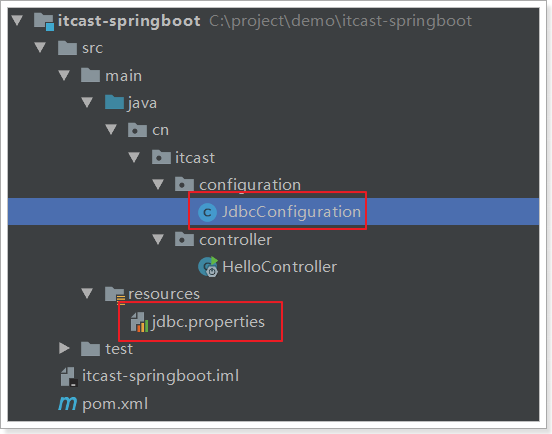 itcast-springboot C:\project\demo\itcast-springboot
src
main
java
cn
itcast
configuration
C JdbcConfiguration
controller
HelloController
resources
jdbc.properties
test
itcast-springboot.iml
m pom.xml